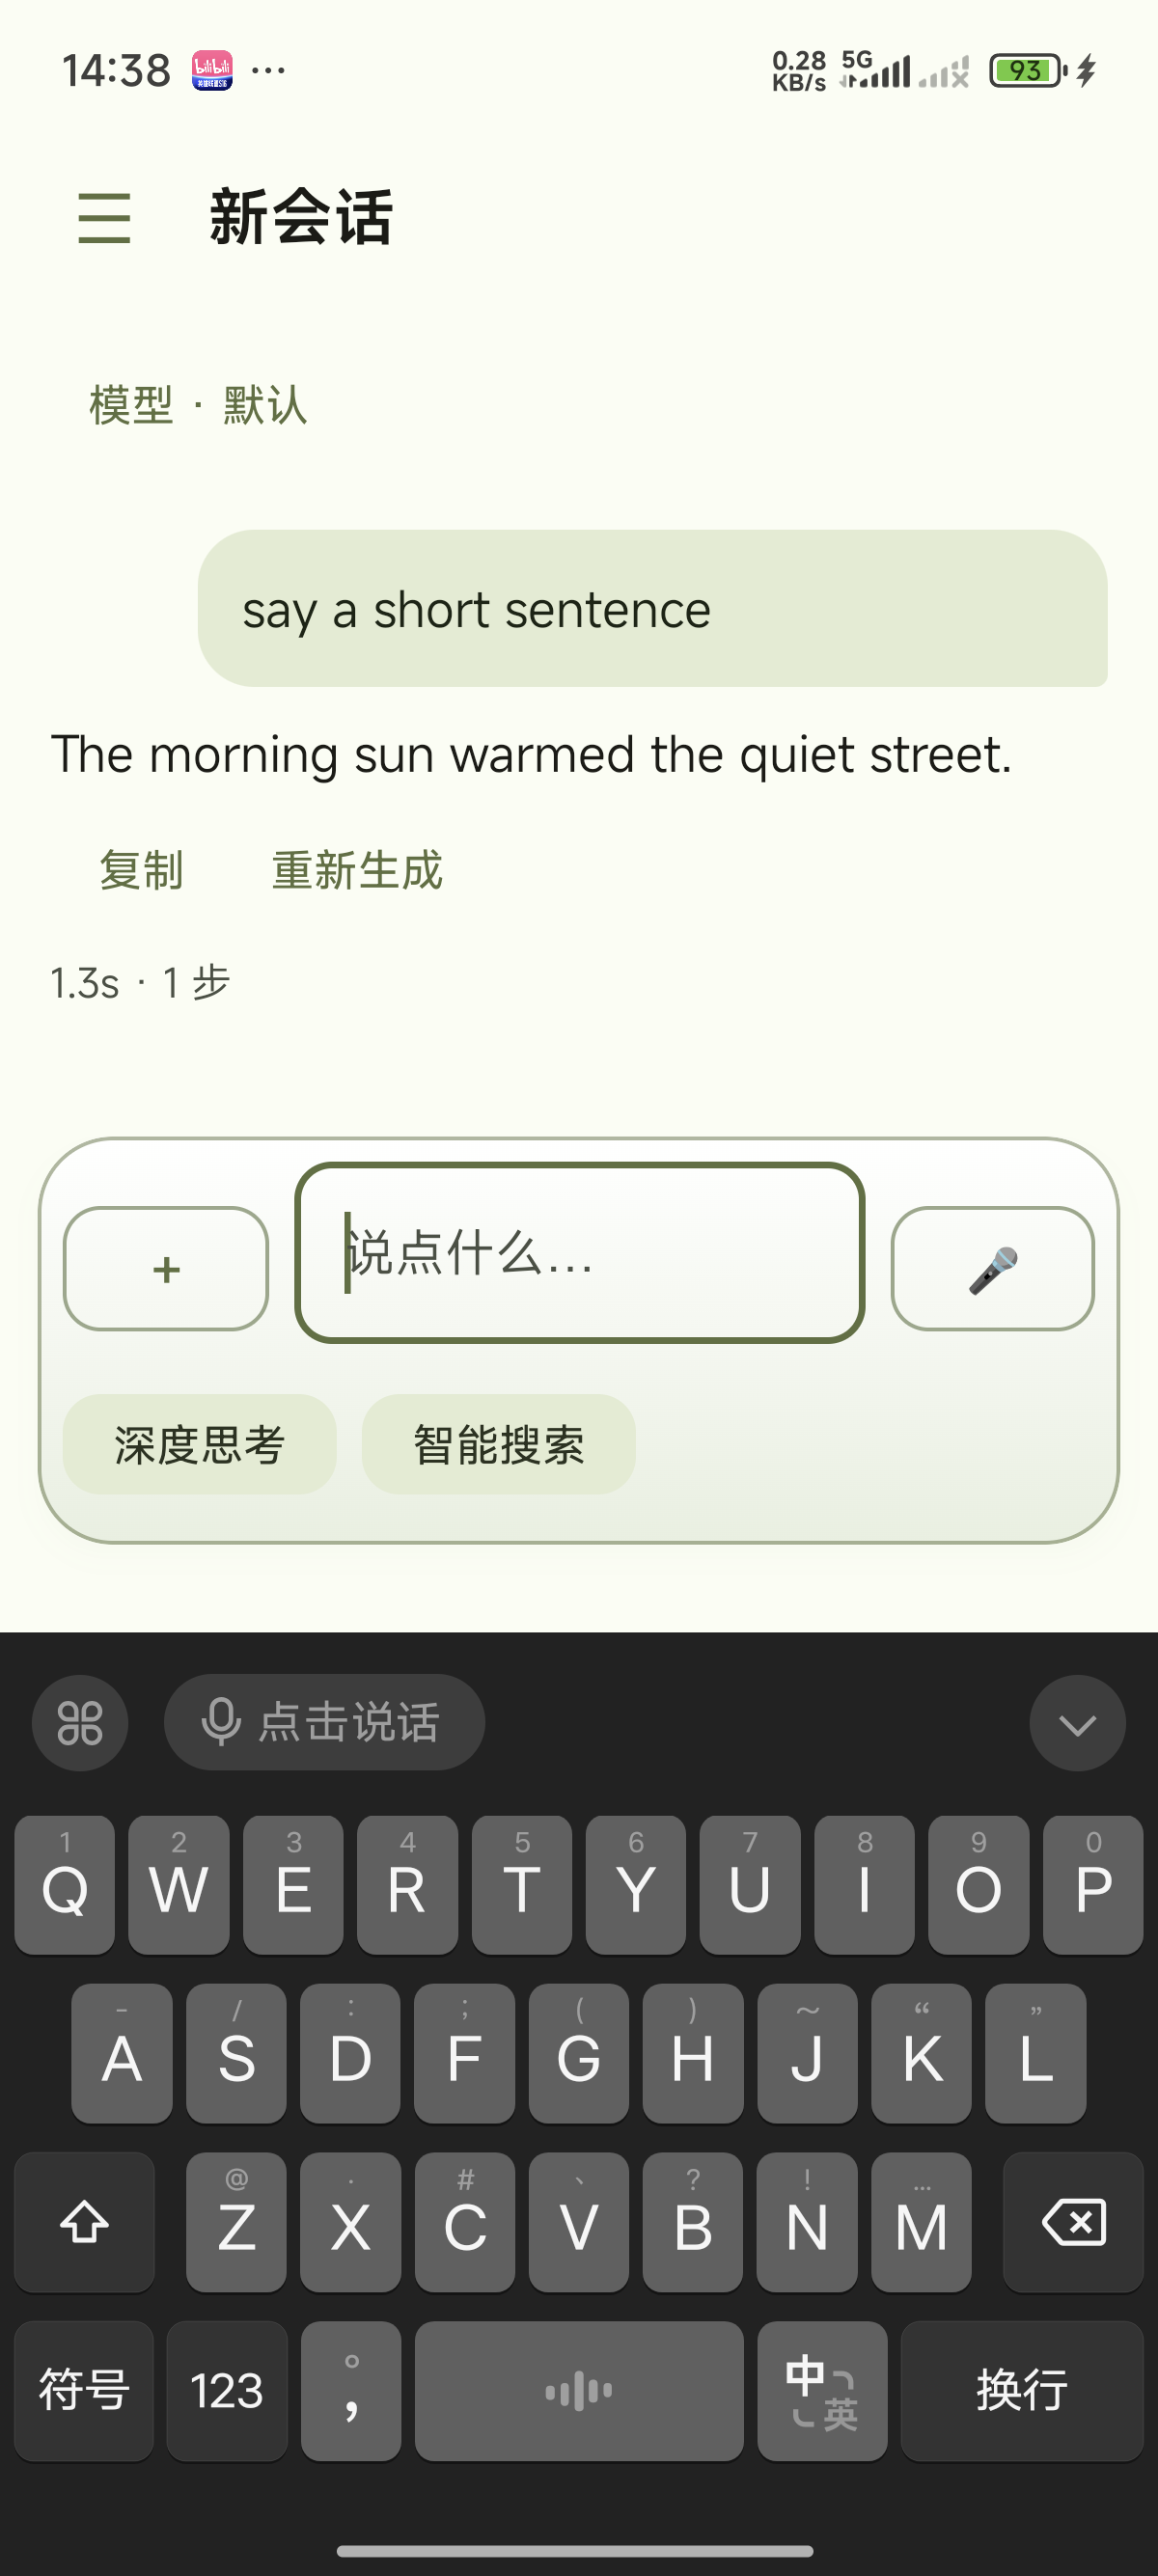 14:38 bilibili ... 0.28 KB/s 5G 93
☰ 新会话
模型 · 默认
say a short sentence
The morning sun warmed the quiet street.
复制 重新生成
1.3s · 1 步
+ 说点什么... 🎤
深度思考 智能搜索
点击说话
1 2 3 4 5 6 7 8 9 0
Q W E R T Y U I O P
- / : ; ( ) ~ “ ”
A S D F G H J K L
@ · # 、 ? ! ...
Z X C V B N M
符号 123 。 , 中 英 换行